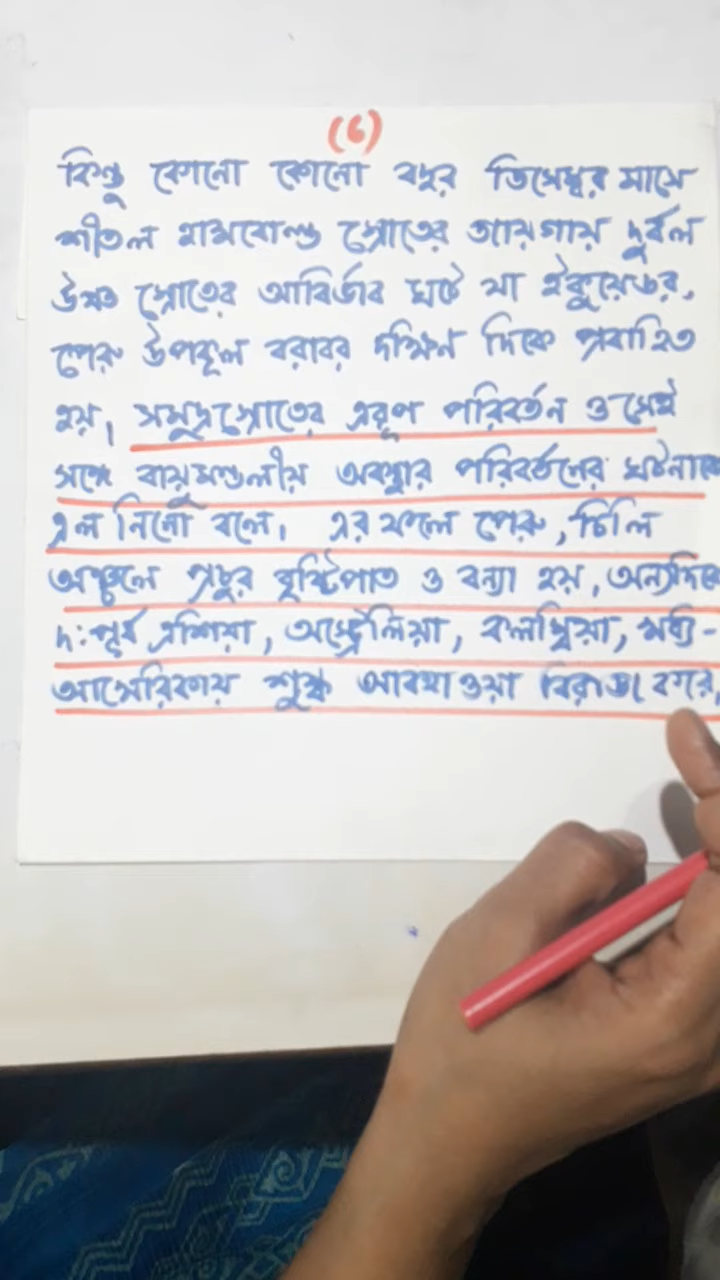 (৬)
কিন্তু কোনো কোনো বছর ডিসেম্বর মাসে
শীতল হামবোল্ড স্রোতের জায়গায় দুর্বল
উষ্ণ স্রোতের আবির্ভাব ঘটে যা ইকুয়েডর,
পেরু উপকূল বরাবর দক্ষিণ দিকে প্রবাহিত
হয়। সমুদ্রস্রোতের এরূপ পরিবর্তন ও সেই
সঙ্গে বায়ুমণ্ডলীয় অবস্থার পরিবর্তনের ঘটনাকে
এল নিনো বলে। এর ফলে পেরু, চিলি
অঞ্চলে প্রচুর বৃষ্টিপাত ও বন্যা হয়, অন্যদিকে
দ:পূর্ব এশিয়া, অস্ট্রেলিয়া, কলম্বিয়া, মধ্য-
আমেরিকায় শুষ্ক আবহাওয়া বিরাজ করে।